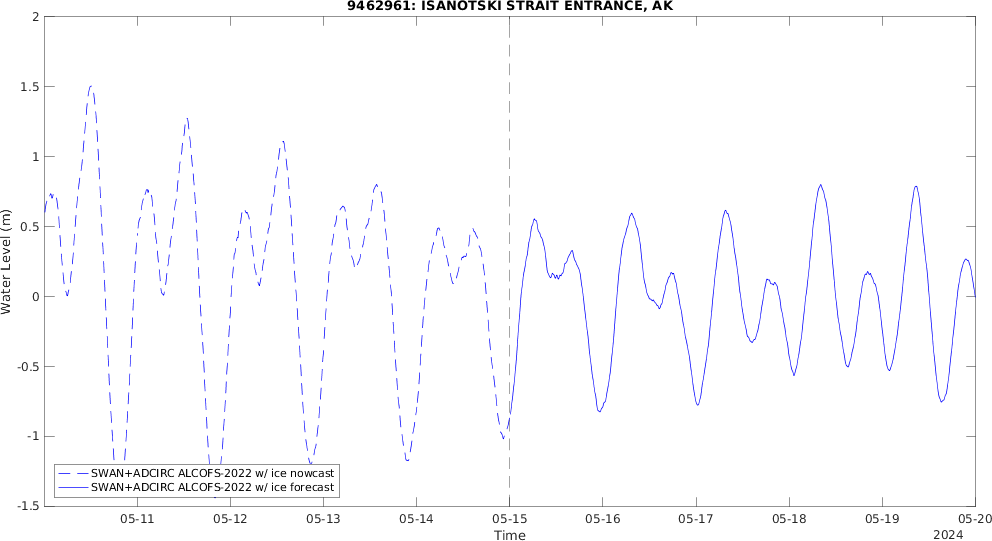 9462961: ISANOTSKI STRAIT ENTRANCE, AK
2
1.5
1
0.5
0
-0.5
-1
-1.5
Water Level (m)
SWAN+ADCIRC ALCOFS-2022 w/ ice nowcast
SWAN+ADCIRC ALCOFS-2022 w/ ice forecast
05-11 05-12 05-13 05-14 05-15 05-16 05-17 05-18 05-19 05-20
Time
2024